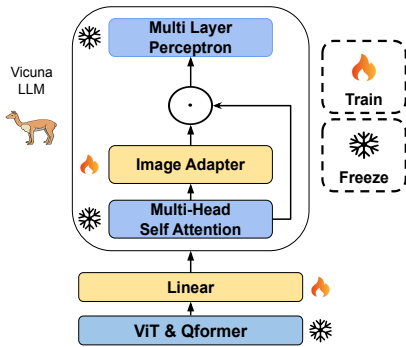 Multi Layer
Perceptron
Vicuna
LLM
Train
Image Adapter
Freeze
Multi-Head
Self Attention
Linear
ViT & Qformer